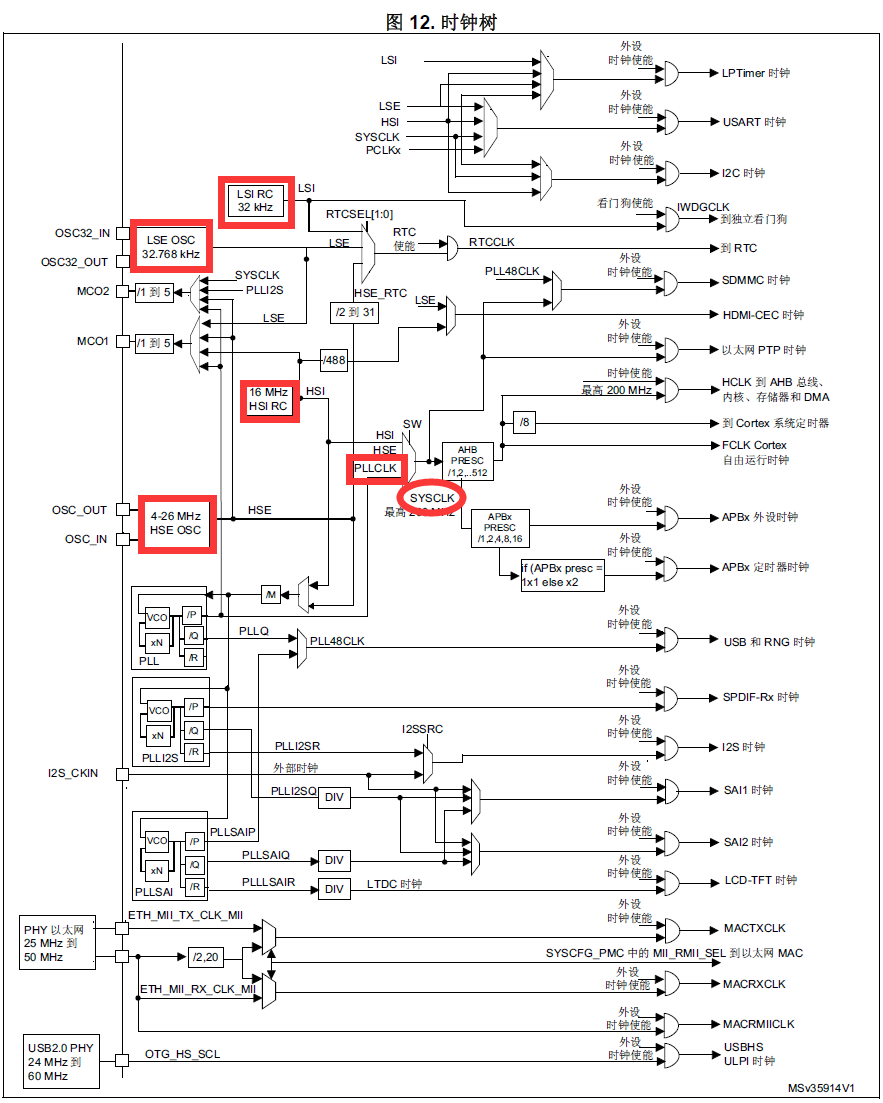 图 12. 时钟树
LSI
外设
时钟使能
LPTimer 时钟
LSE
HSI
SYSCLK
PCLKx
外设
时钟使能
USART 时钟
外设
时钟使能
I2C 时钟
LSI RC
32 kHz
LSI
RTCSEL[1:0]
看门狗使能
IWDGCLK
到独立看门狗
OSC32_IN
OSC32_OUT
LSE OSC
32.768 kHz
LSE
RTC
使能
RTCCLK
到 RTC
MCO2
/1 到 5
SYSCLK
PLLI2S
HSE_RTC
/2 到 31
PLL48CLK
外设
时钟使能
SDMMC 时钟
LSE
HDMI-CEC 时钟
MCO1
/1 到 5
LSE
/488
外设
时钟使能
以太网 PTP 时钟
16 MHz
HSI RC
HSI
时钟使能
最高 200 MHz
HCLK 到 AHB 总线、
内核、存储器和 DMA
/8
到 Cortex 系统定时器
FCLK Cortex
自由运行时钟
SW
HSI
HSE
PLLCLK
AHB
PRESC
/1,2,..512
SYSCLK
OSC_OUT
OSC_IN
4-26 MHz
HSE OSC
HSE
APBx
PRESC
/1,2,4,8,16
外设
时钟使能
APBx 外设时钟
if (APBx presc =
1x1 else x2
外设
时钟使能
APBx 定时器时钟
/M
VCO
xN
/P
/Q
/R
PLL
PLLQ
PLL48CLK
外设
时钟使能
USB 和 RNG 时钟
VCO
xN
/P
/Q
/R
PLLI2S
外设
时钟使能
SPDIF-Rx 时钟
PLLI2SR
I2SSRC
外设
时钟使能
I2S 时钟
I2S_CKIN
外部时钟
PLLI2SQ
DIV
外设
时钟使能
SAI1 时钟
VCO
xN
/P
/Q
/R
PLLSAI
PLLSAIP
PLLSAIQ
DIV
外设
时钟使能
SAI2 时钟
PLLLSAIR
DIV
LTDC 时钟
外设
时钟使能
LCD-TFT 时钟
PHY 以太网
25 MHz 到
50 MHz
ETH_MII_TX_CLK_MII
外设
时钟使能
MACTXCLK
/2,20
SYSCFG_PMC 中的 MII_RMII_SEL 到以太网 MAC
ETH_MII_RX_CLK_MII
外设
时钟使能
MACRXCLK
外设
时钟使能
MACRMIICLK
USB2.0 PHY
24 MHz 到
60 MHz
OTG_HS_SCL
外设
时钟使能
USBHS
ULPI 时钟
MSv35914V1